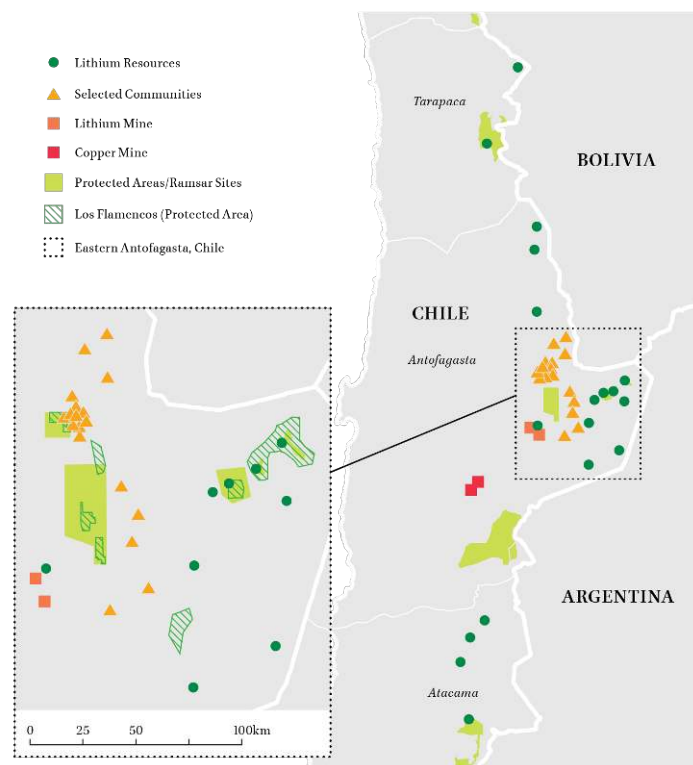 Lithium Resources
Selected Communities
Lithium Mine
Copper Mine
Protected Areas/Ramsar Sites
Los Flamencos (Protected Area)
Eastern Antofagasta, Chile
Tarapaca
BOLIVIA
CHILE
Antofagasta
ARGENTINA
Atacama
0 25 50 100km